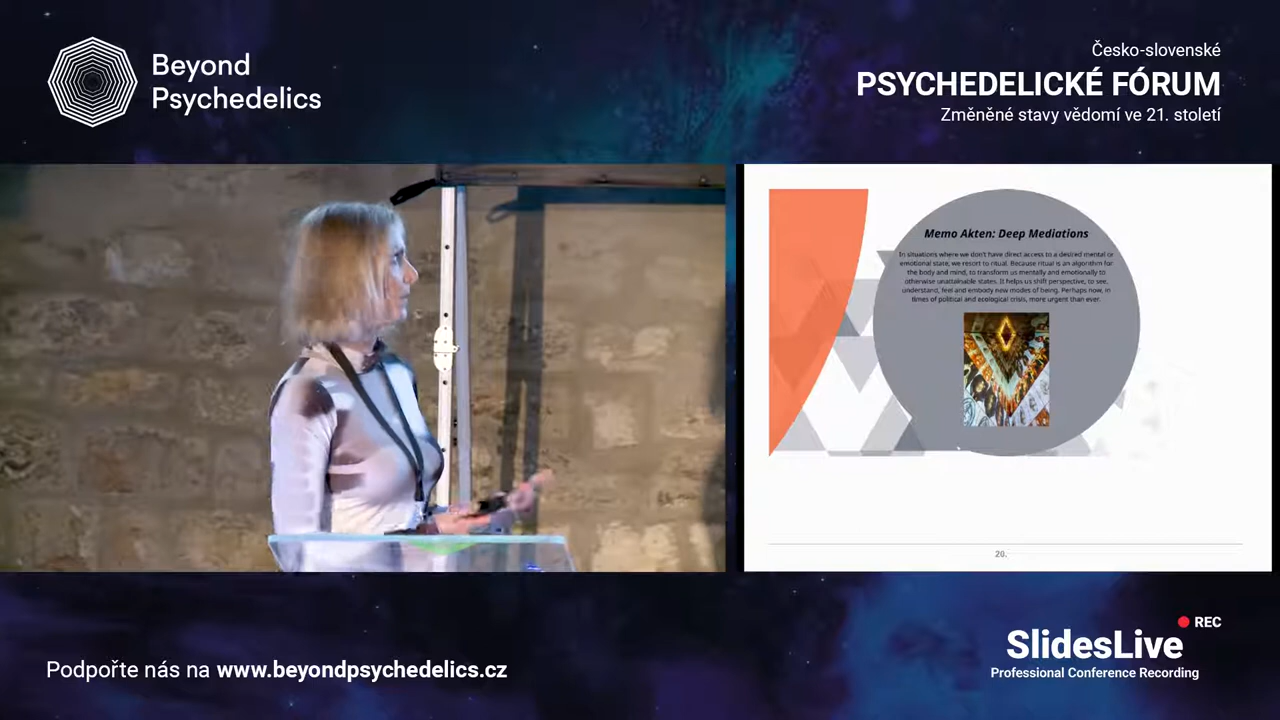 Beyond
Psychedelics
Česko-slovenské
PSYCHEDELICKÉ FÓRUM
Změněné stavy vědomí ve 21. století
Memo Akten: Deep Mediations
In situations where we don't have direct access to a desired mental or
emotional state, we resort to ritual. Because ritual is an algorithm for
the body and mind, to transform us mentally and emotionally to
otherwise unattainable states. It helps us shift perspective, to see,
understand, feel and embody new modes of being. Perhaps now, in
times of political and ecological crisis, more urgent than ever.
20.
REC
SlidesLive
Professional Conference Recording
Podpořte nás na www.beyondpsychedelics.cz